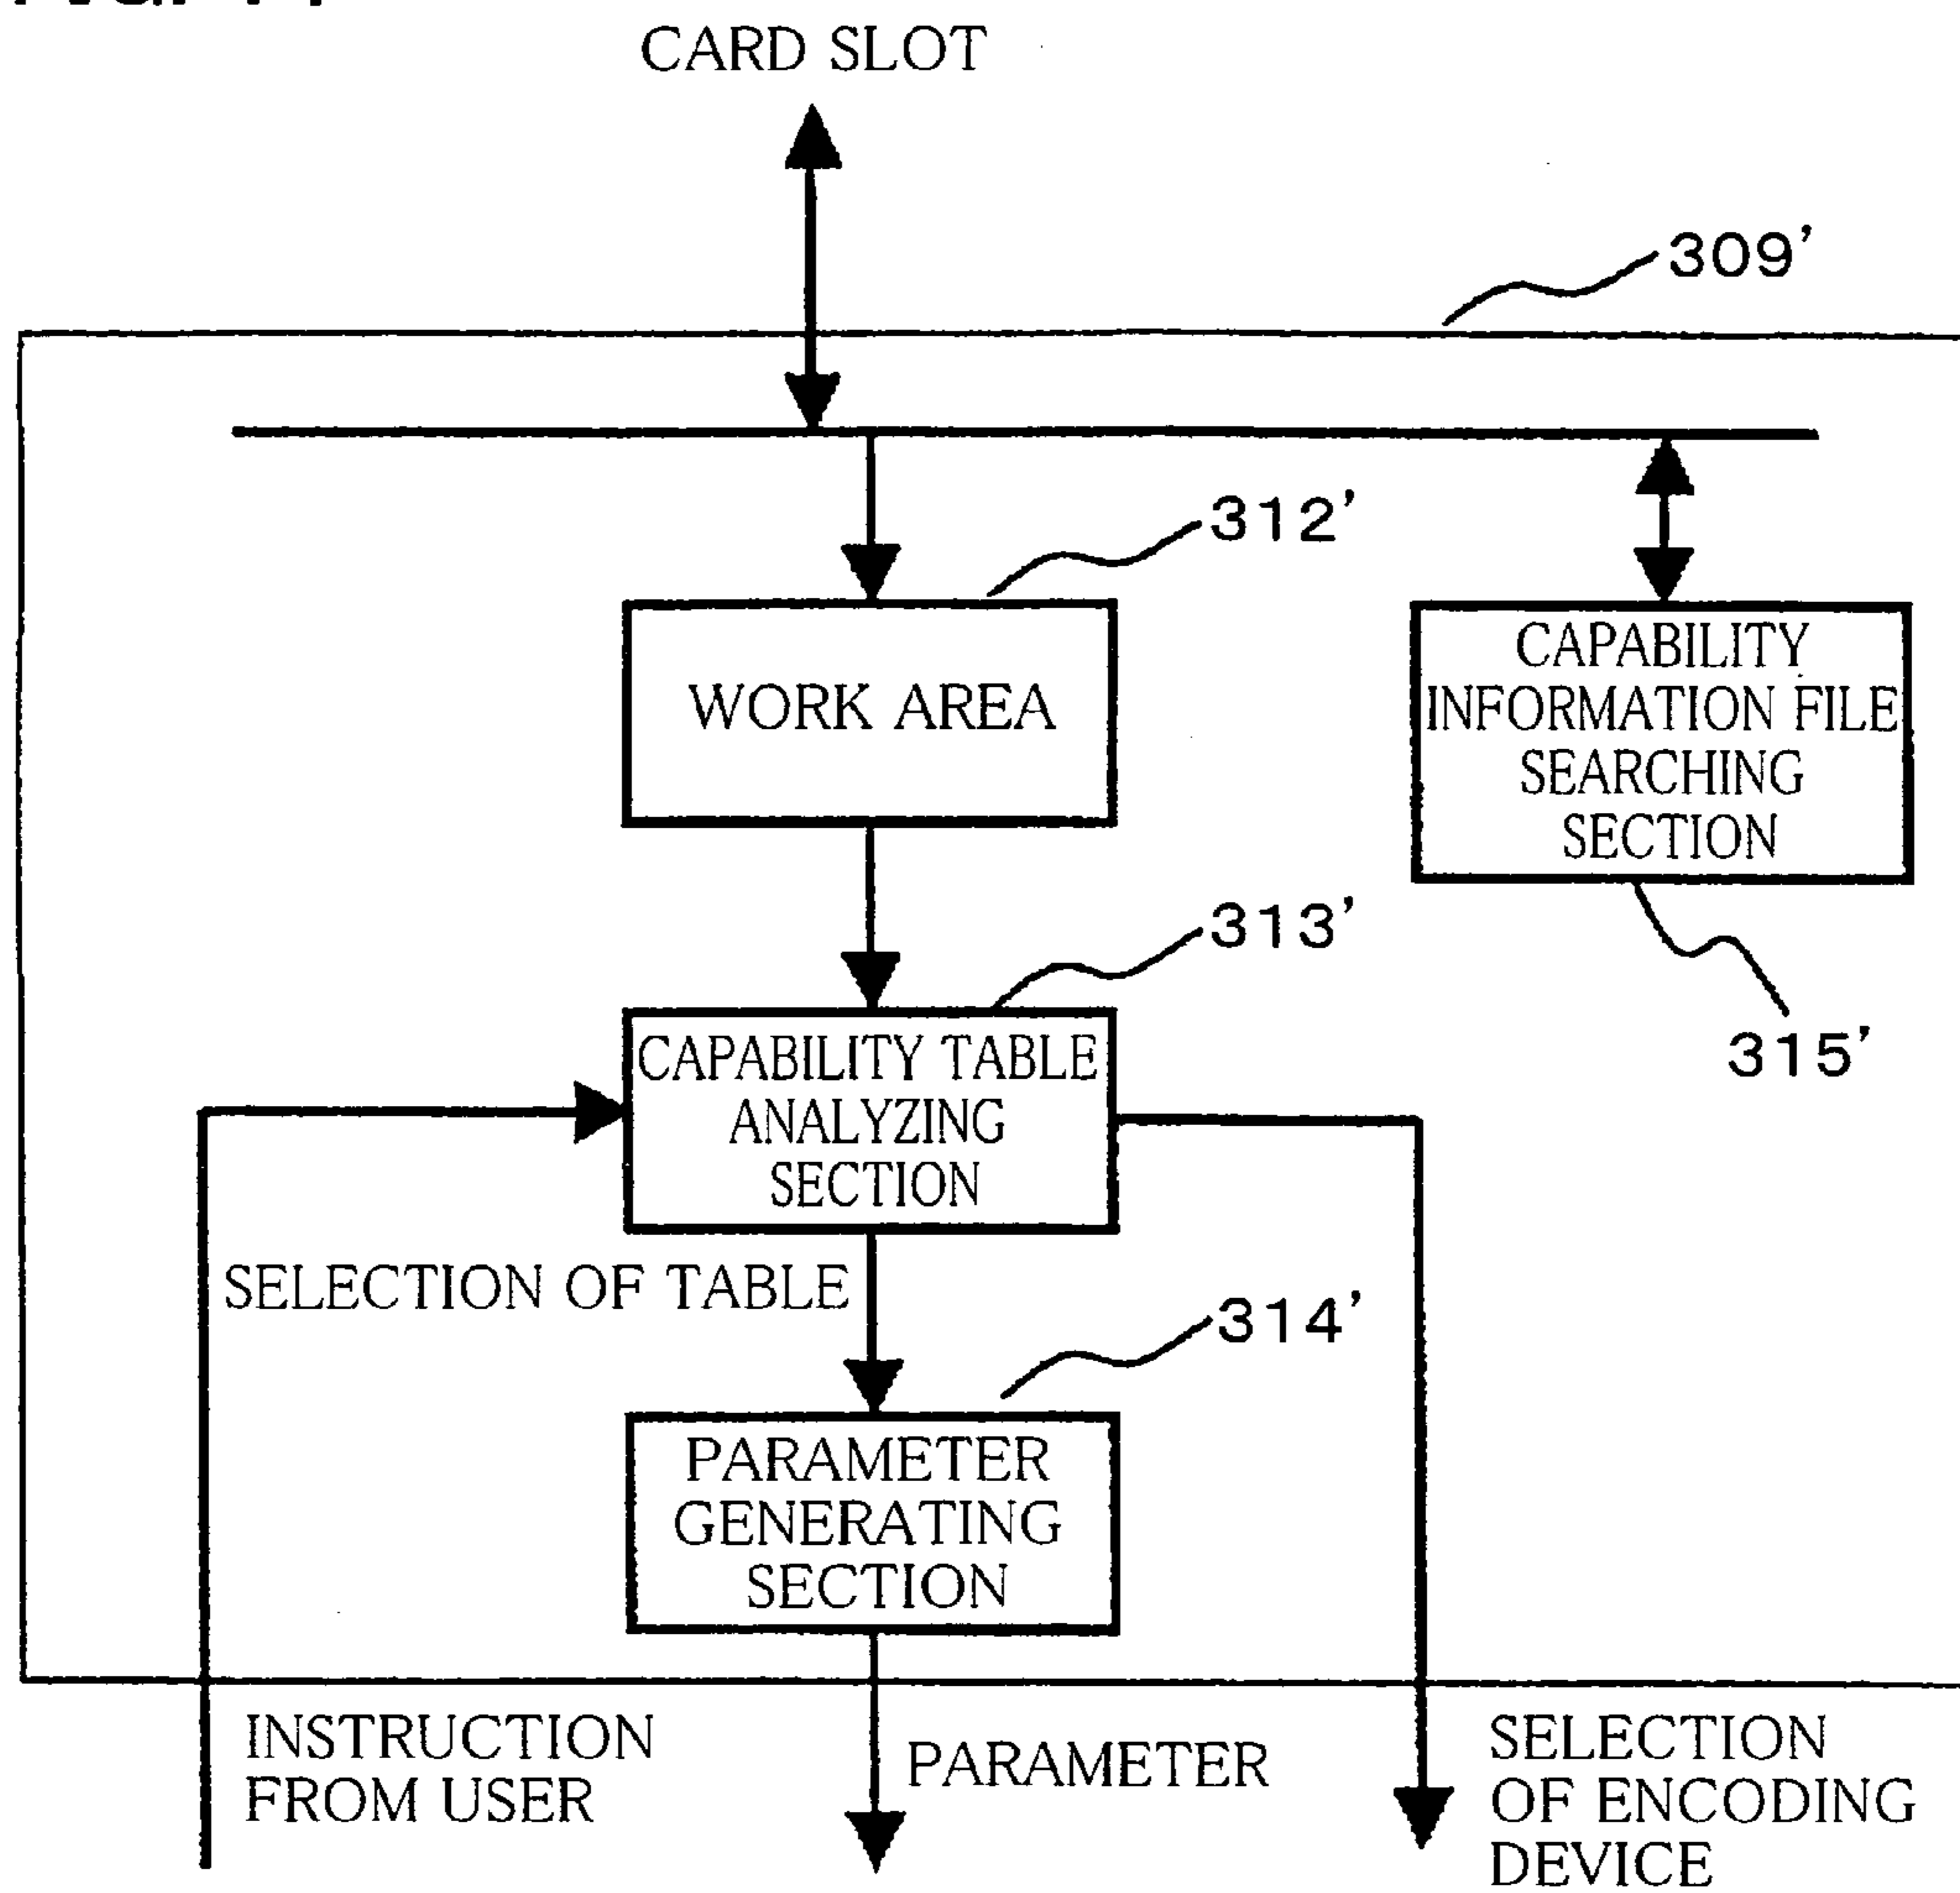 CARD SLOT
309'
312'
WORK AREA
CAPABILITY
INFORMATION FILE
SEARCHING
SECTION
313'
315'
CAPABILITY TABLE
ANALYZING
SECTION
SELECTION OF TABLE
314'
PARAMETER
GENERATING
SECTION
INSTRUCTION
FROM USER
PARAMETER
SELECTION
OF ENCODING
DEVICE